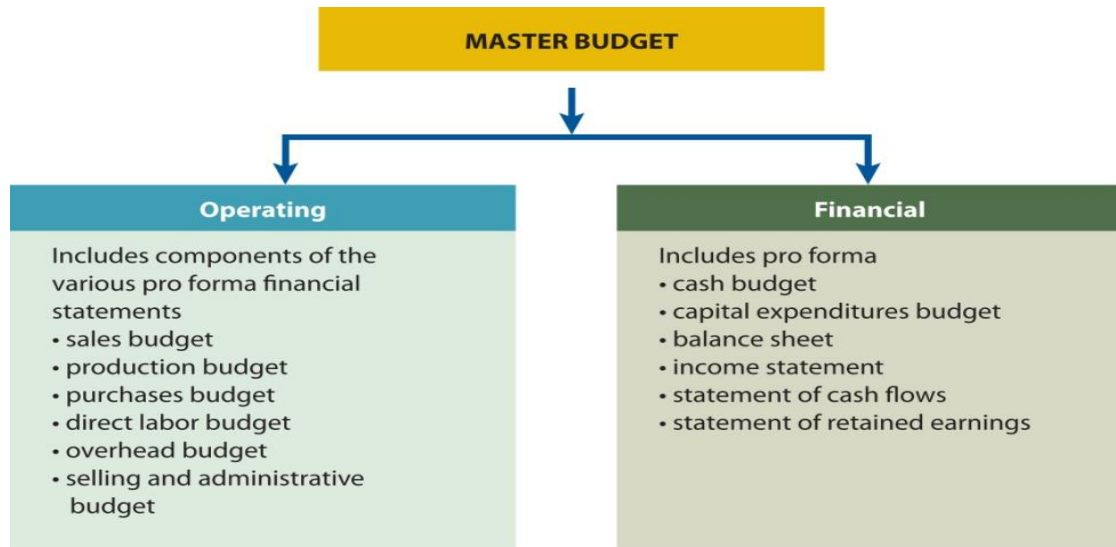 MASTER BUDGET
Operating
Includes components of the
various pro forma financial
statements
• sales budget
• production budget
• purchases budget
• direct labor budget
• overhead budget
• selling and administrative
budget
Financial
Includes pro forma
• cash budget
• capital expenditures budget
• balance sheet
• income statement
• statement of cash flows
• statement of retained earnings